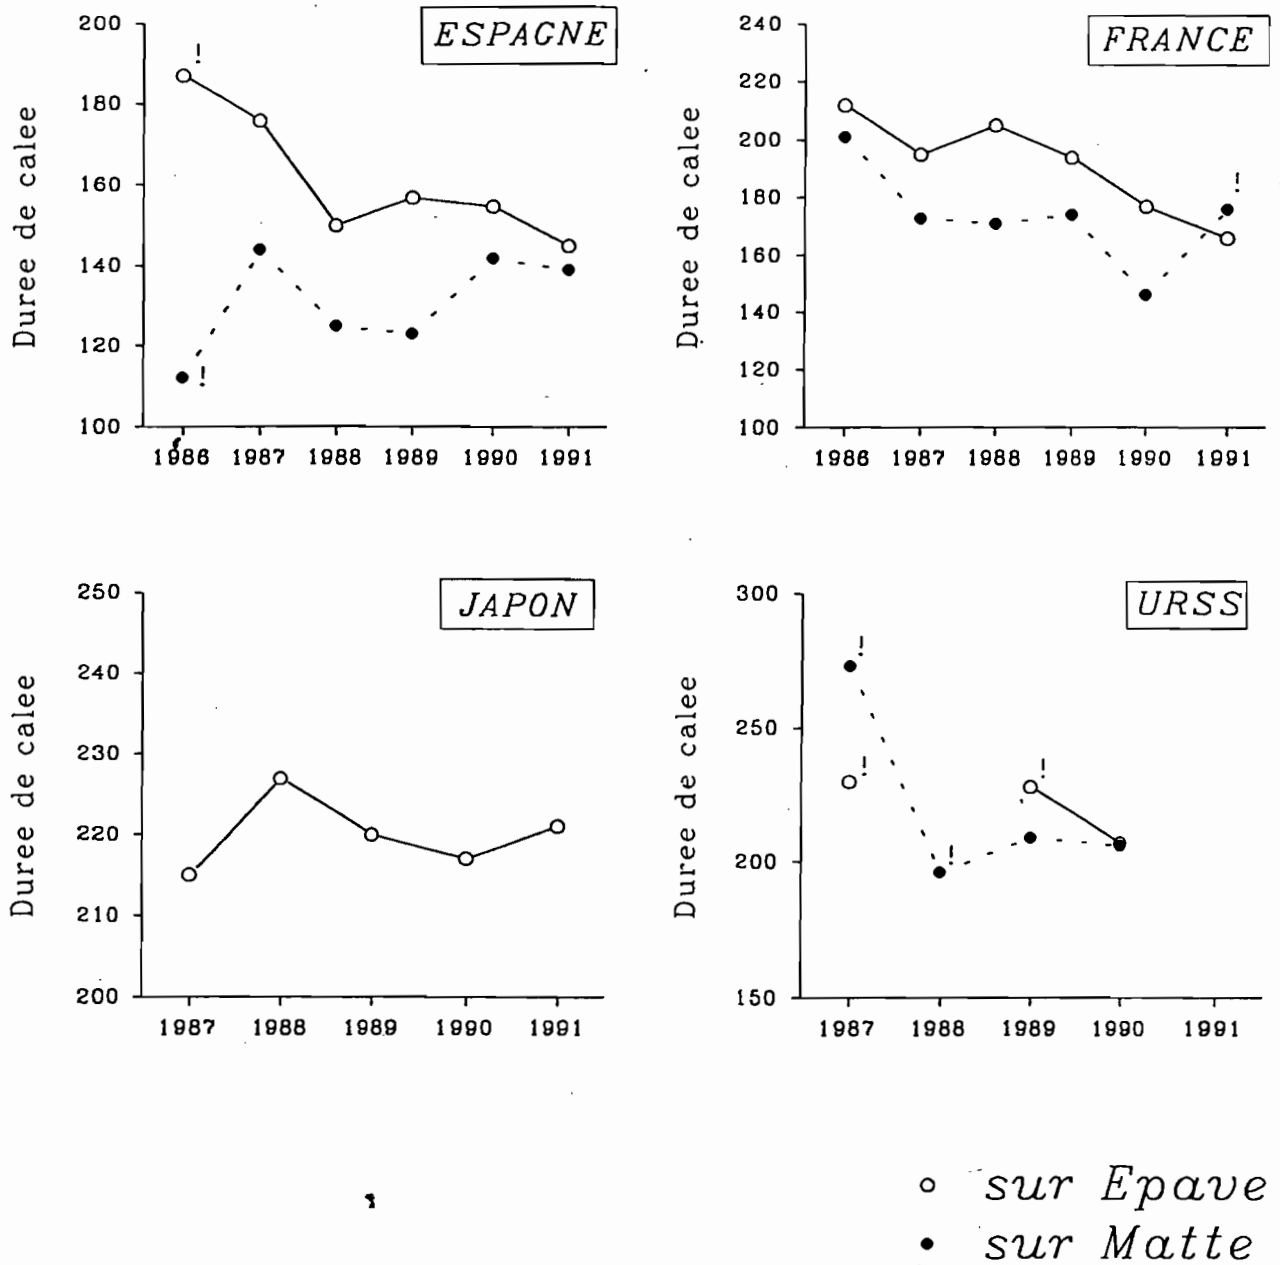 ESPAGNE
Duree de calee
200
180
160
140
120
100
1986 1987 1988 1989 1990 1991
!
!
FRANCE
Duree de calee
240
220
200
180
160
140
120
100
1986 1987 1988 1989 1990 1991
!
JAPON
Duree de calee
250
240
230
220
210
200
1987 1988 1989 1990 1991
URSS
Duree de calee
300
250
200
150
1987 1988 1989 1990 1991
!
!
!
!
sur Epave
sur Matte